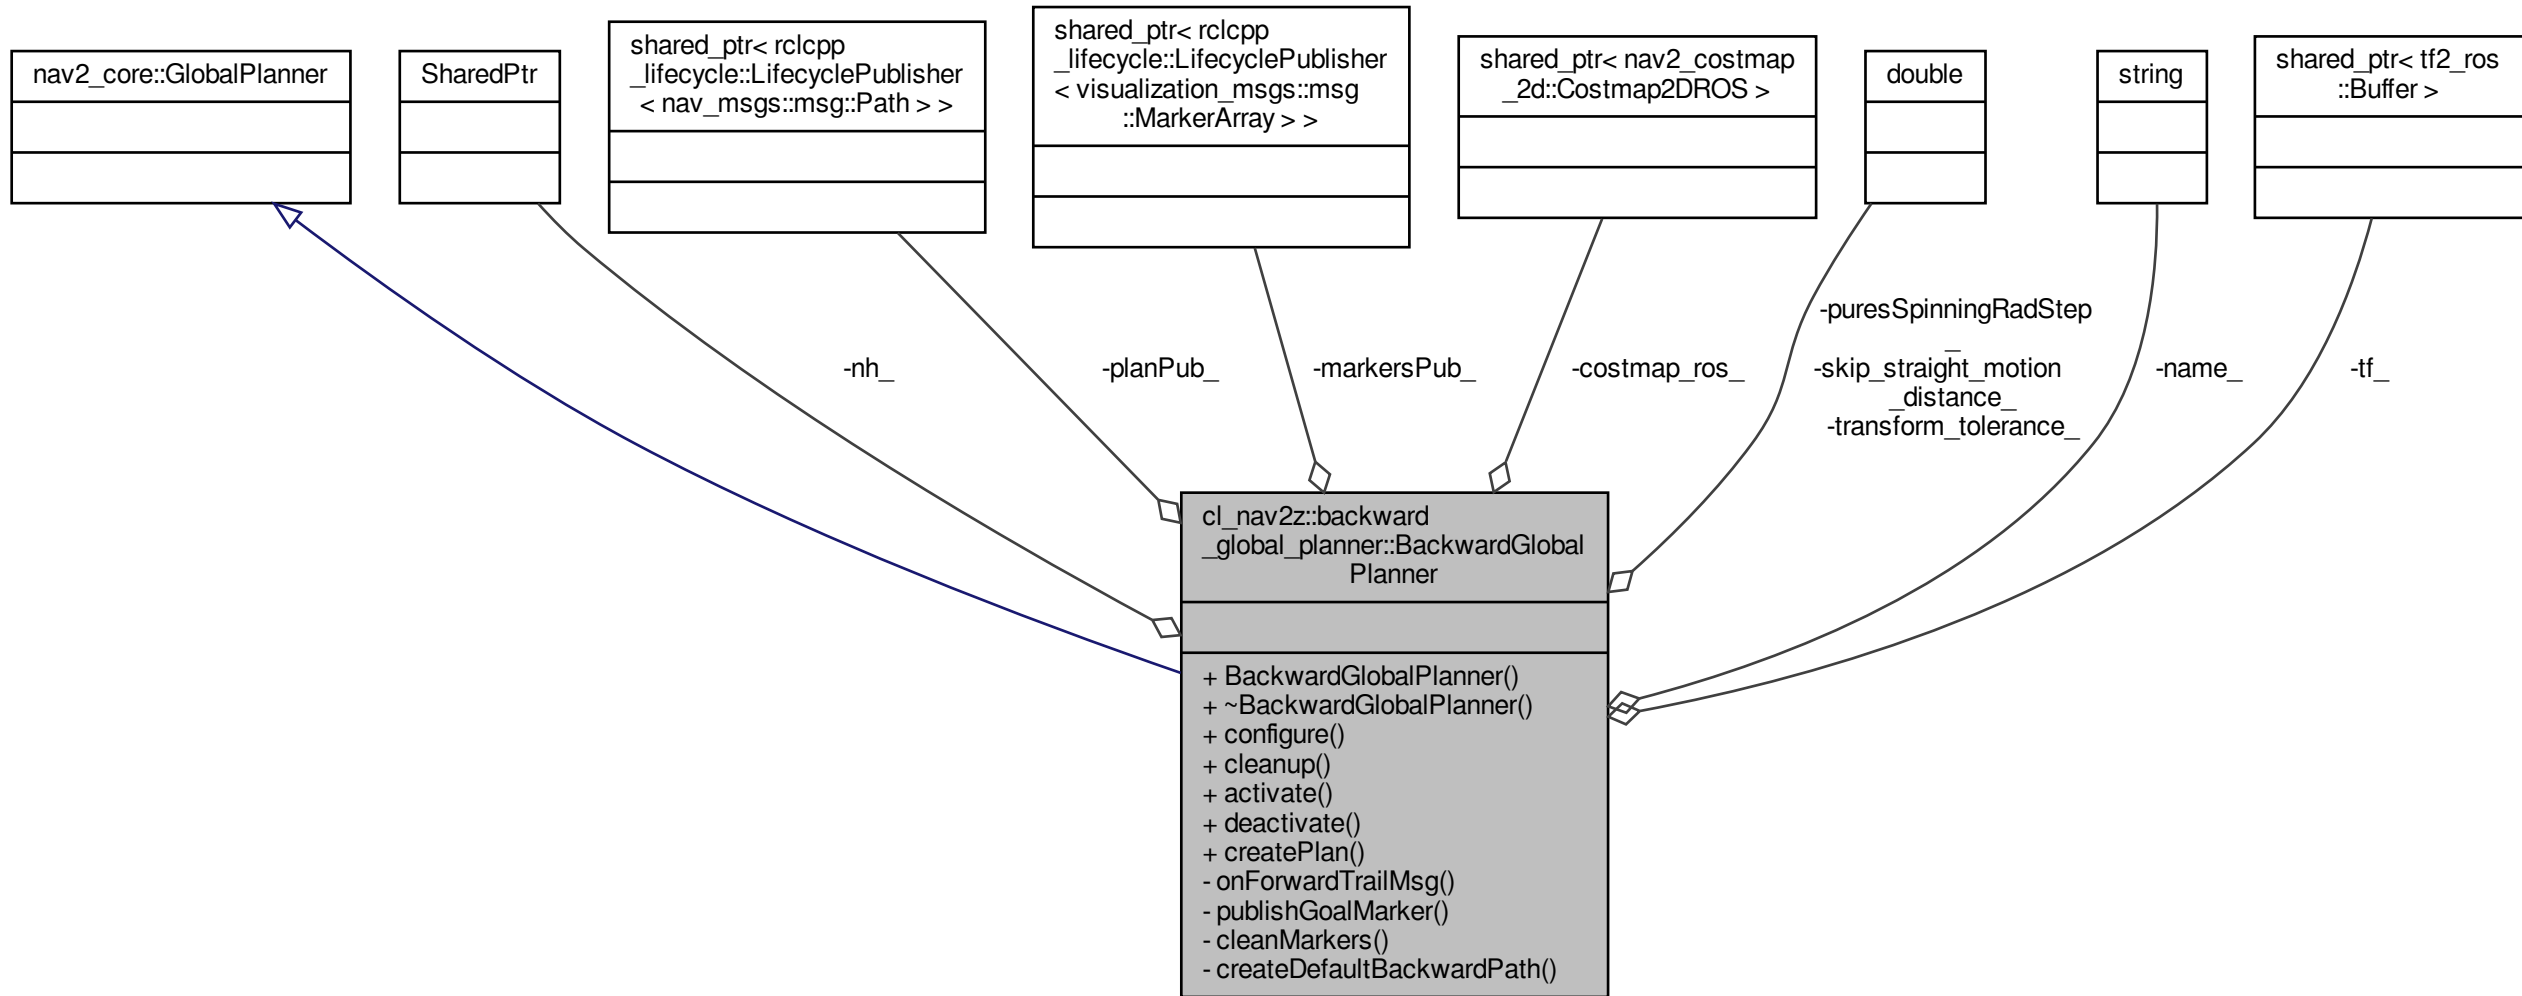 nav2_core::GlobalPlanner
SharedPtr
shared_ptr< rclcpp
_lifecycle::LifecyclePublisher
< nav_msgs::msg::Path > >
shared_ptr< rclcpp
_lifecycle::LifecyclePublisher
< visualization_msgs::msg
::MarkerArray > >
shared_ptr< nav2_costmap
_2d::Costmap2DROS >
double
string
shared_ptr< tf2_ros
::Buffer >
-nh_
-planPub_
-markersPub_
-costmap_ros_
-puresSpinningRadStep
_
-skip_straight_motion
_distance_
-transform_tolerance_
-name_
-tf_
cl_nav2z::backward
_global_planner::BackwardGlobal
Planner
+ BackwardGlobalPlanner()
+ ~BackwardGlobalPlanner()
+ configure()
+ cleanup()
+ activate()
+ deactivate()
+ createPlan()
- onForwardTrailMsg()
- publishGoalMarker()
- cleanMarkers()
- createDefaultBackwardPath()